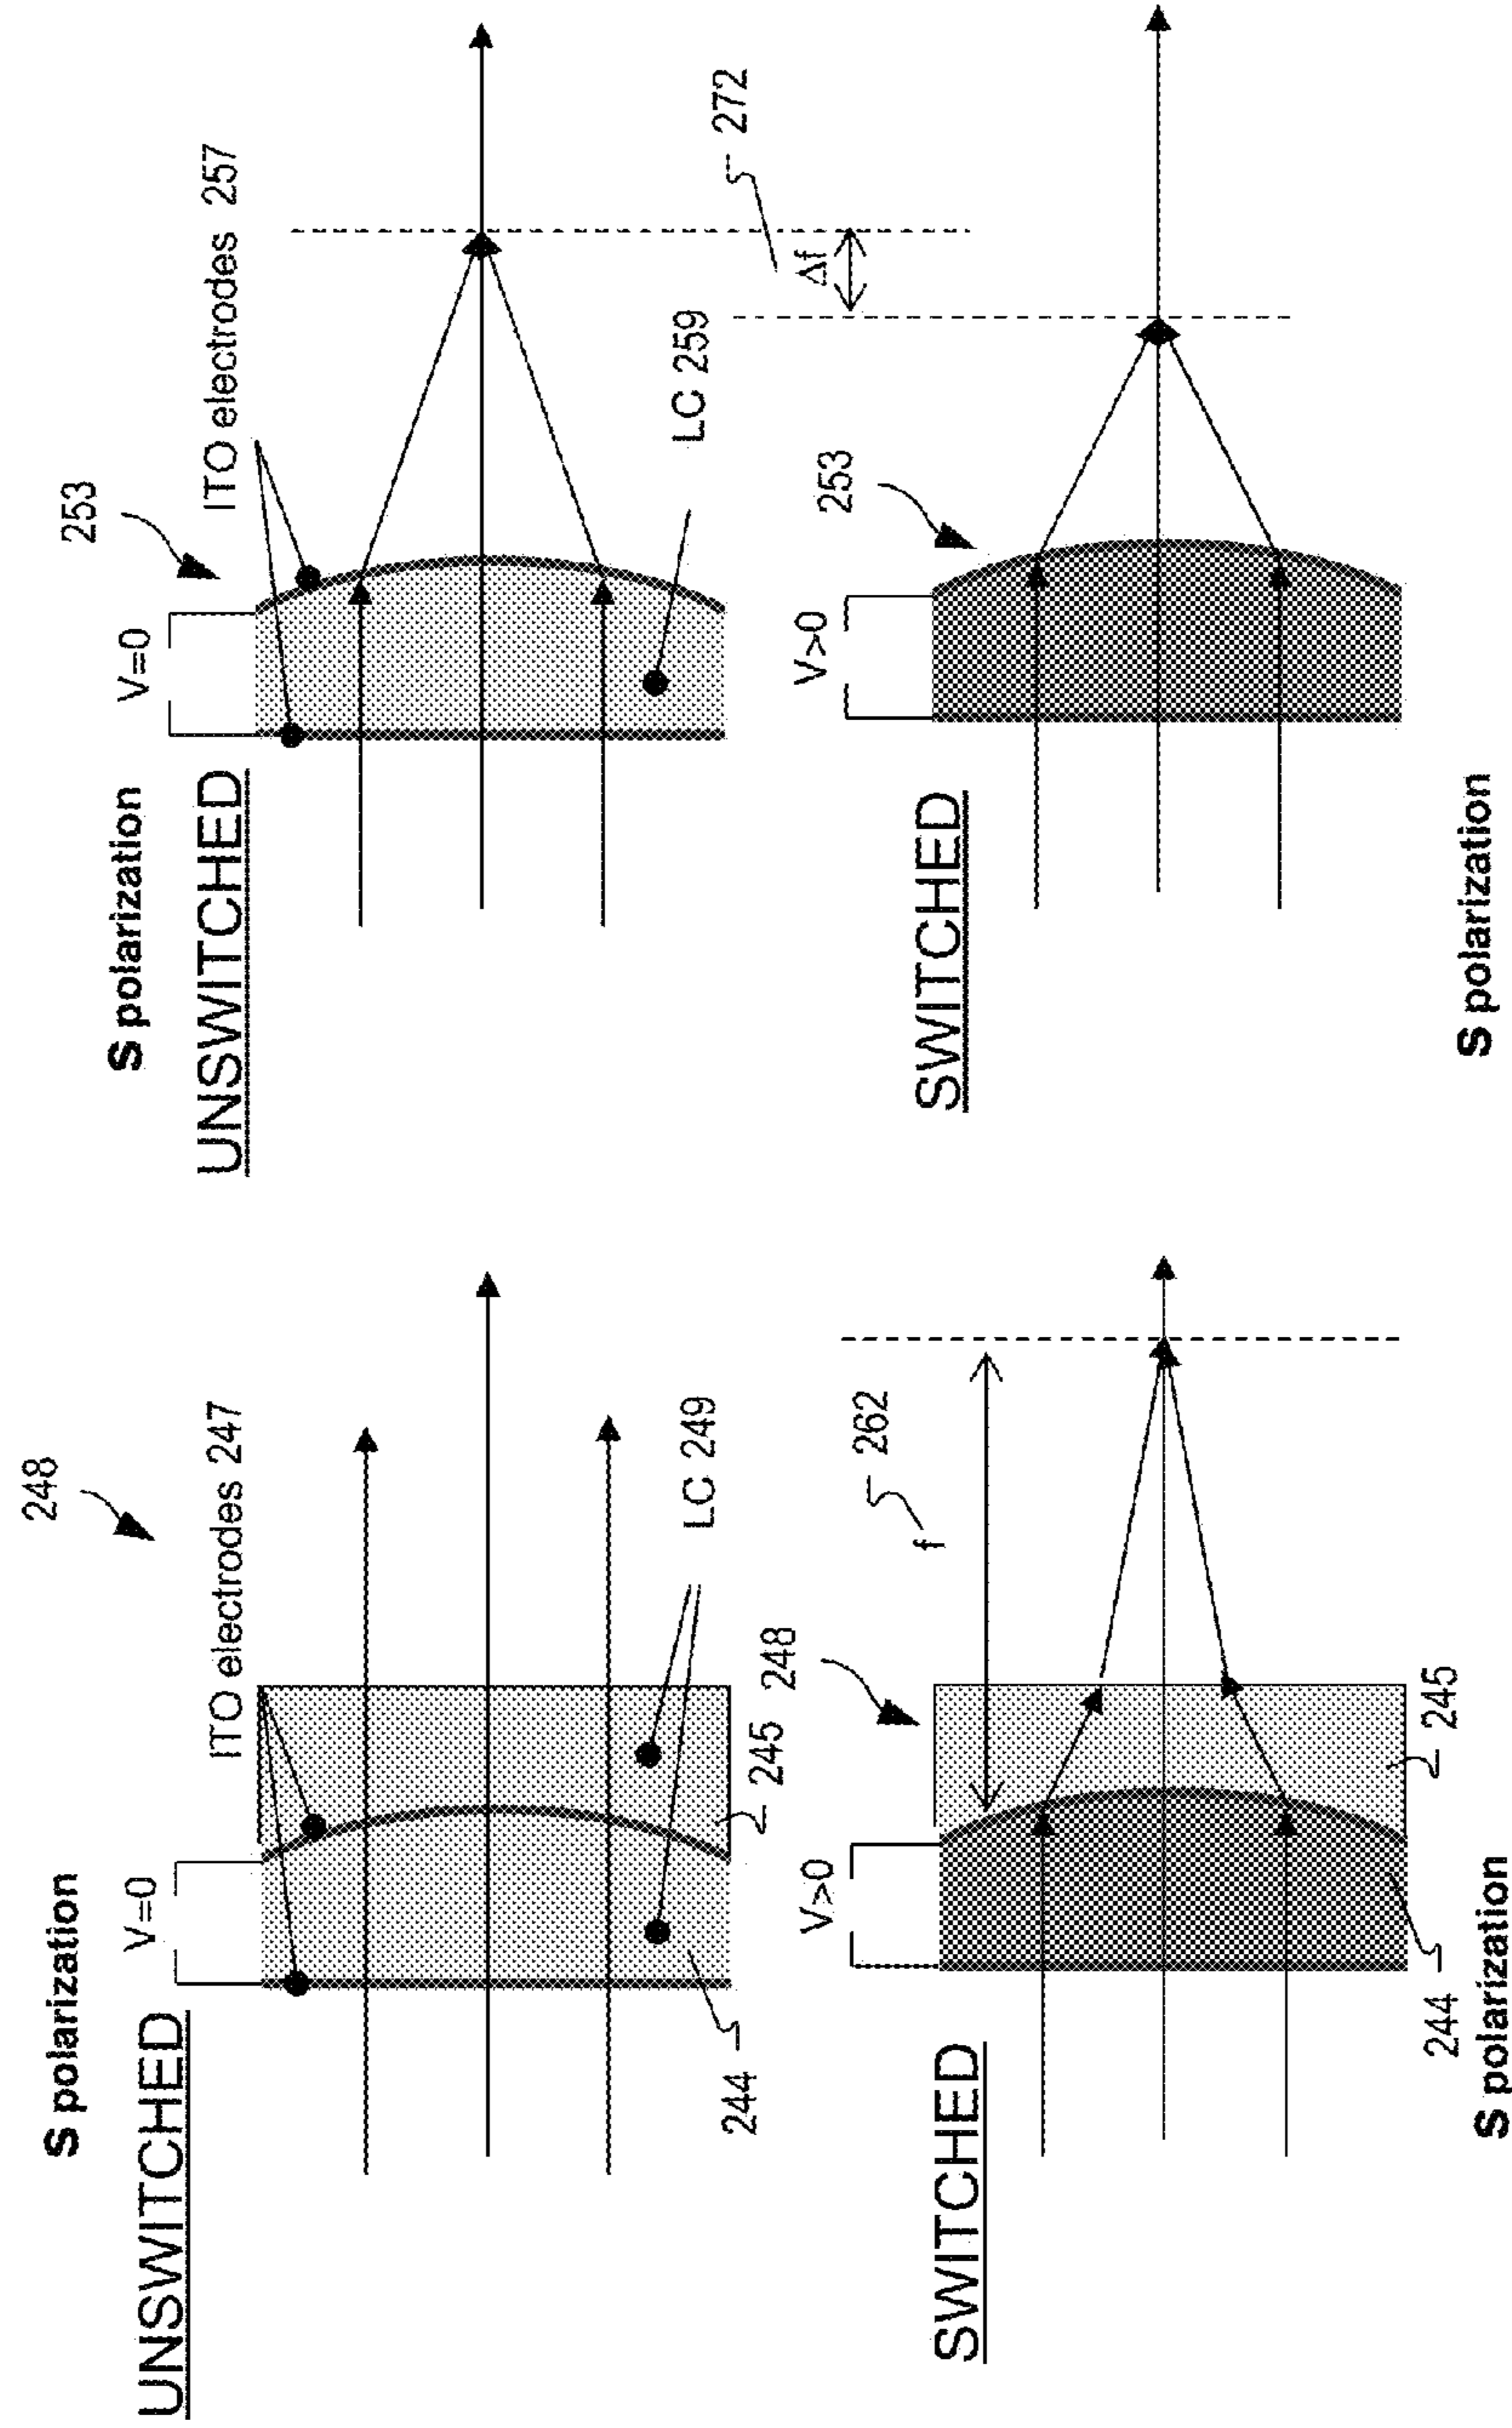 S polarization
UNSWITCHED
V=0
248
ITO electrodes 247
LC 249
244
245
SWITCHED
V>0
248
f
262
245
244
S polarization
S polarization
UNSWITCHED
V=0
253
ITO electrodes 257
LC 259
Δf
272
SWITCHED
V>0
253
S polarization